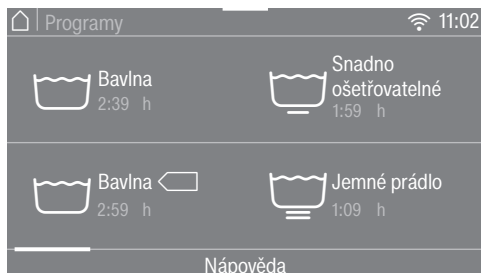 Programy 11:02
Bavlna
2:39 h
Snadno
ošetřovatelné
1:59 h
Bavlna
2:59 h
Jemné prádlo
1:09 h
Nápověda